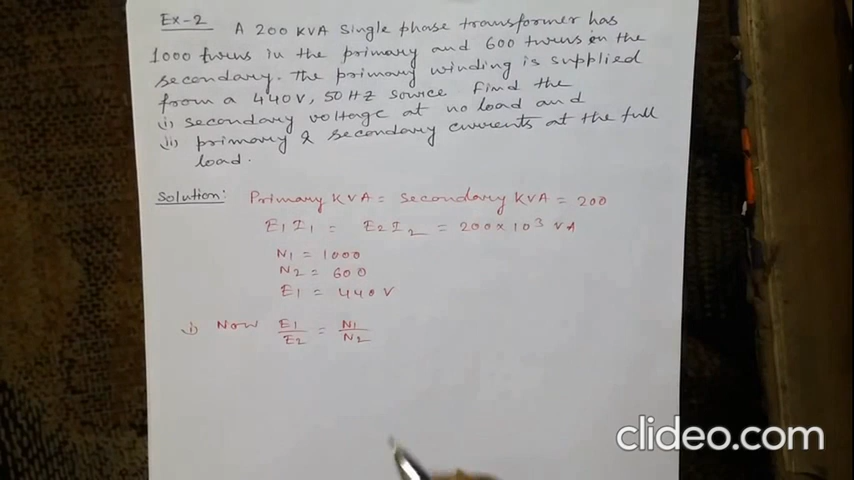 Ex-2 A 200 KVA single phase transformer has
1000 turns in the primary and 600 turns in the
secondary. The primary winding is supplied
from a 440V, 50 HZ source find the
i) secondary voltage at no load and
ii) primary & secondary currents at the full
load.
Solution: Primary KVA = secondary KVA = 200
E1 I1 = E2 I2 = 200×10³ VA
N1 = 1000
N2 = 600
E1 = 440V
i) Now E1/E2 = N1/N2
clideo.com